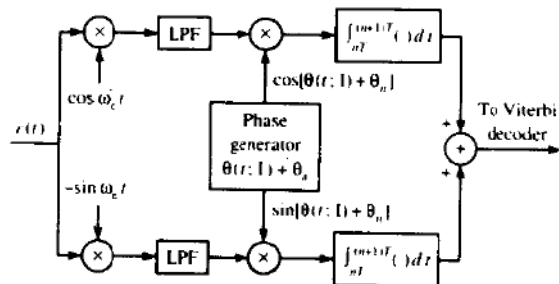 LPF
∫_{nT}^{(n+1)T} ( ) dt
cos ω_c t
cos[θ(t; I) + θ_n]
r(t)
Phase
generator
θ(t; I) + θ_n
To Viterbi
decoder
+
+
+
-sin ω_c t
sin[θ(t; I) + θ_n]
LPF
∫_{nT}^{(n+1)T} ( ) dt